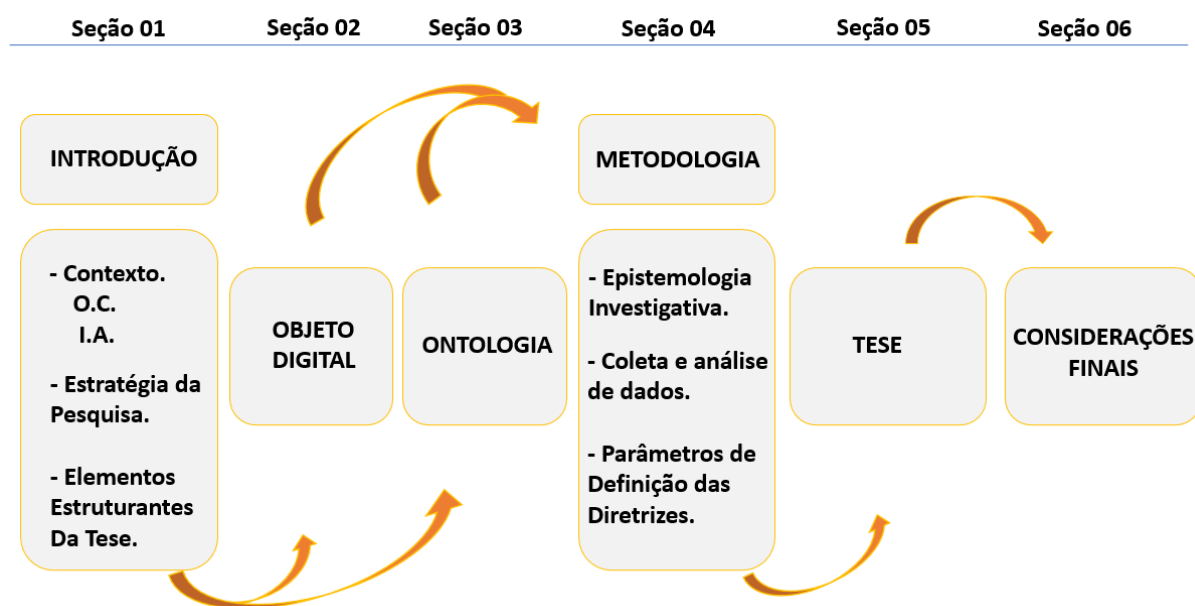 Seção 01
Seção 02
Seção 03
Seção 04
Seção 05
Seção 06
INTRODUÇÃO
- Contexto.
O.C.
I.A.
- Estratégia da
Pesquisa.
- Elementos
Estruturantes
Da Tese.
OBJETO
DIGITAL
ONTOLOGIA
METODOLOGIA
- Epistemologia
Investigativa.
- Coleta e análise
de dados.
- Parâmetros de
Definição das
Diretrizes.
TESE
CONSIDERAÇÕES
FINAIS